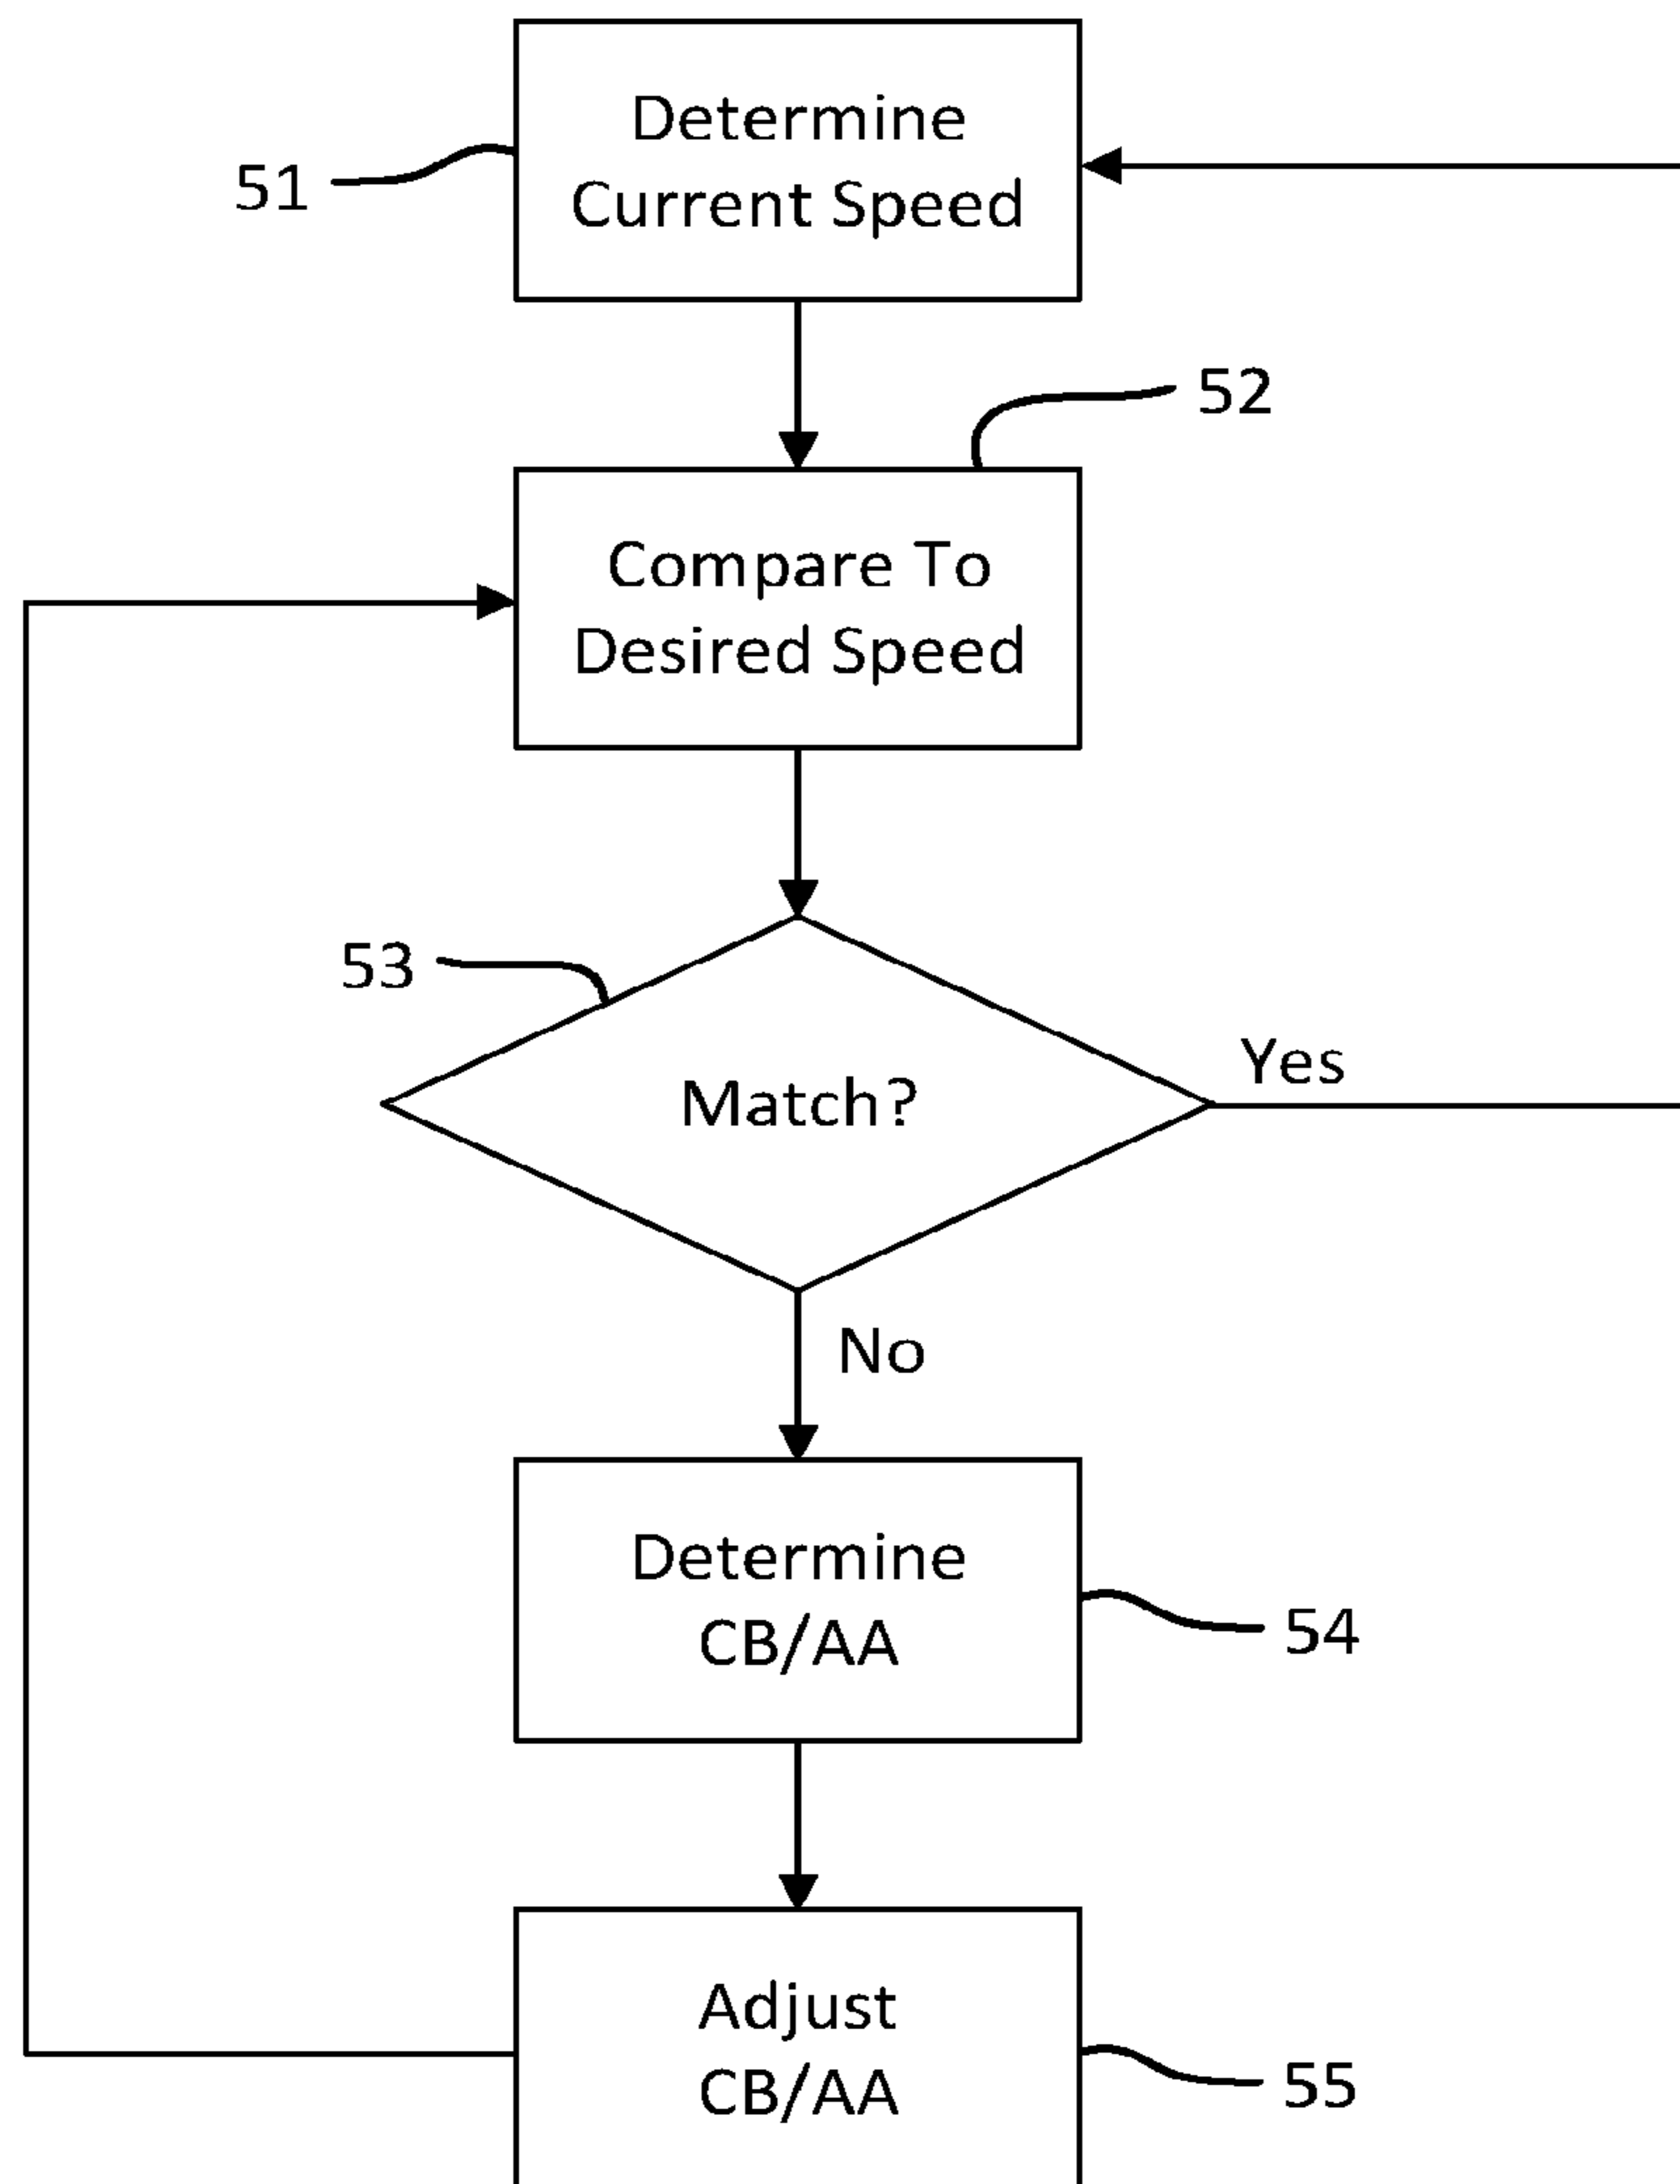 Determine
Current Speed
51
52
Compare To
Desired Speed
53
Match?
Yes
No
Determine
CB/AA
54
Adjust
CB/AA
55